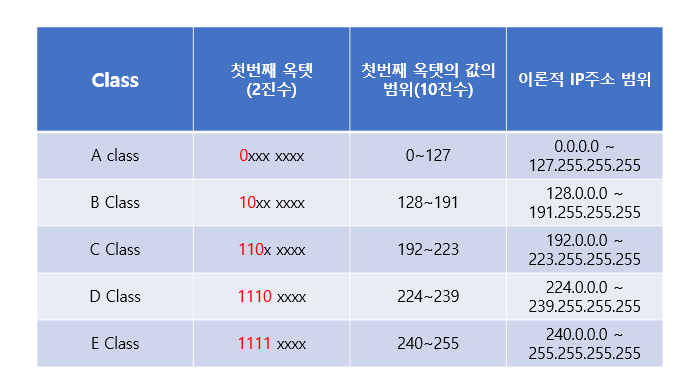 Class
첫번째 옥텟
(2진수)
첫번째 옥텟의 값의
범위(10진수)
이론적 IP주소 범위
A class
0xxx xxxx
0~127
0.0.0.0 ~
127.255.255.255
B Class
10xx xxxx
128~191
128.0.0.0 ~
191.255.255.255
C Class
110x xxxx
192~223
192.0.0.0 ~
223.255.255.255
D Class
1110 xxxx
224~239
224.0.0.0 ~
239.255.255.255
E Class
1111 xxxx
240~255
240.0.0.0 ~
255.255.255.255